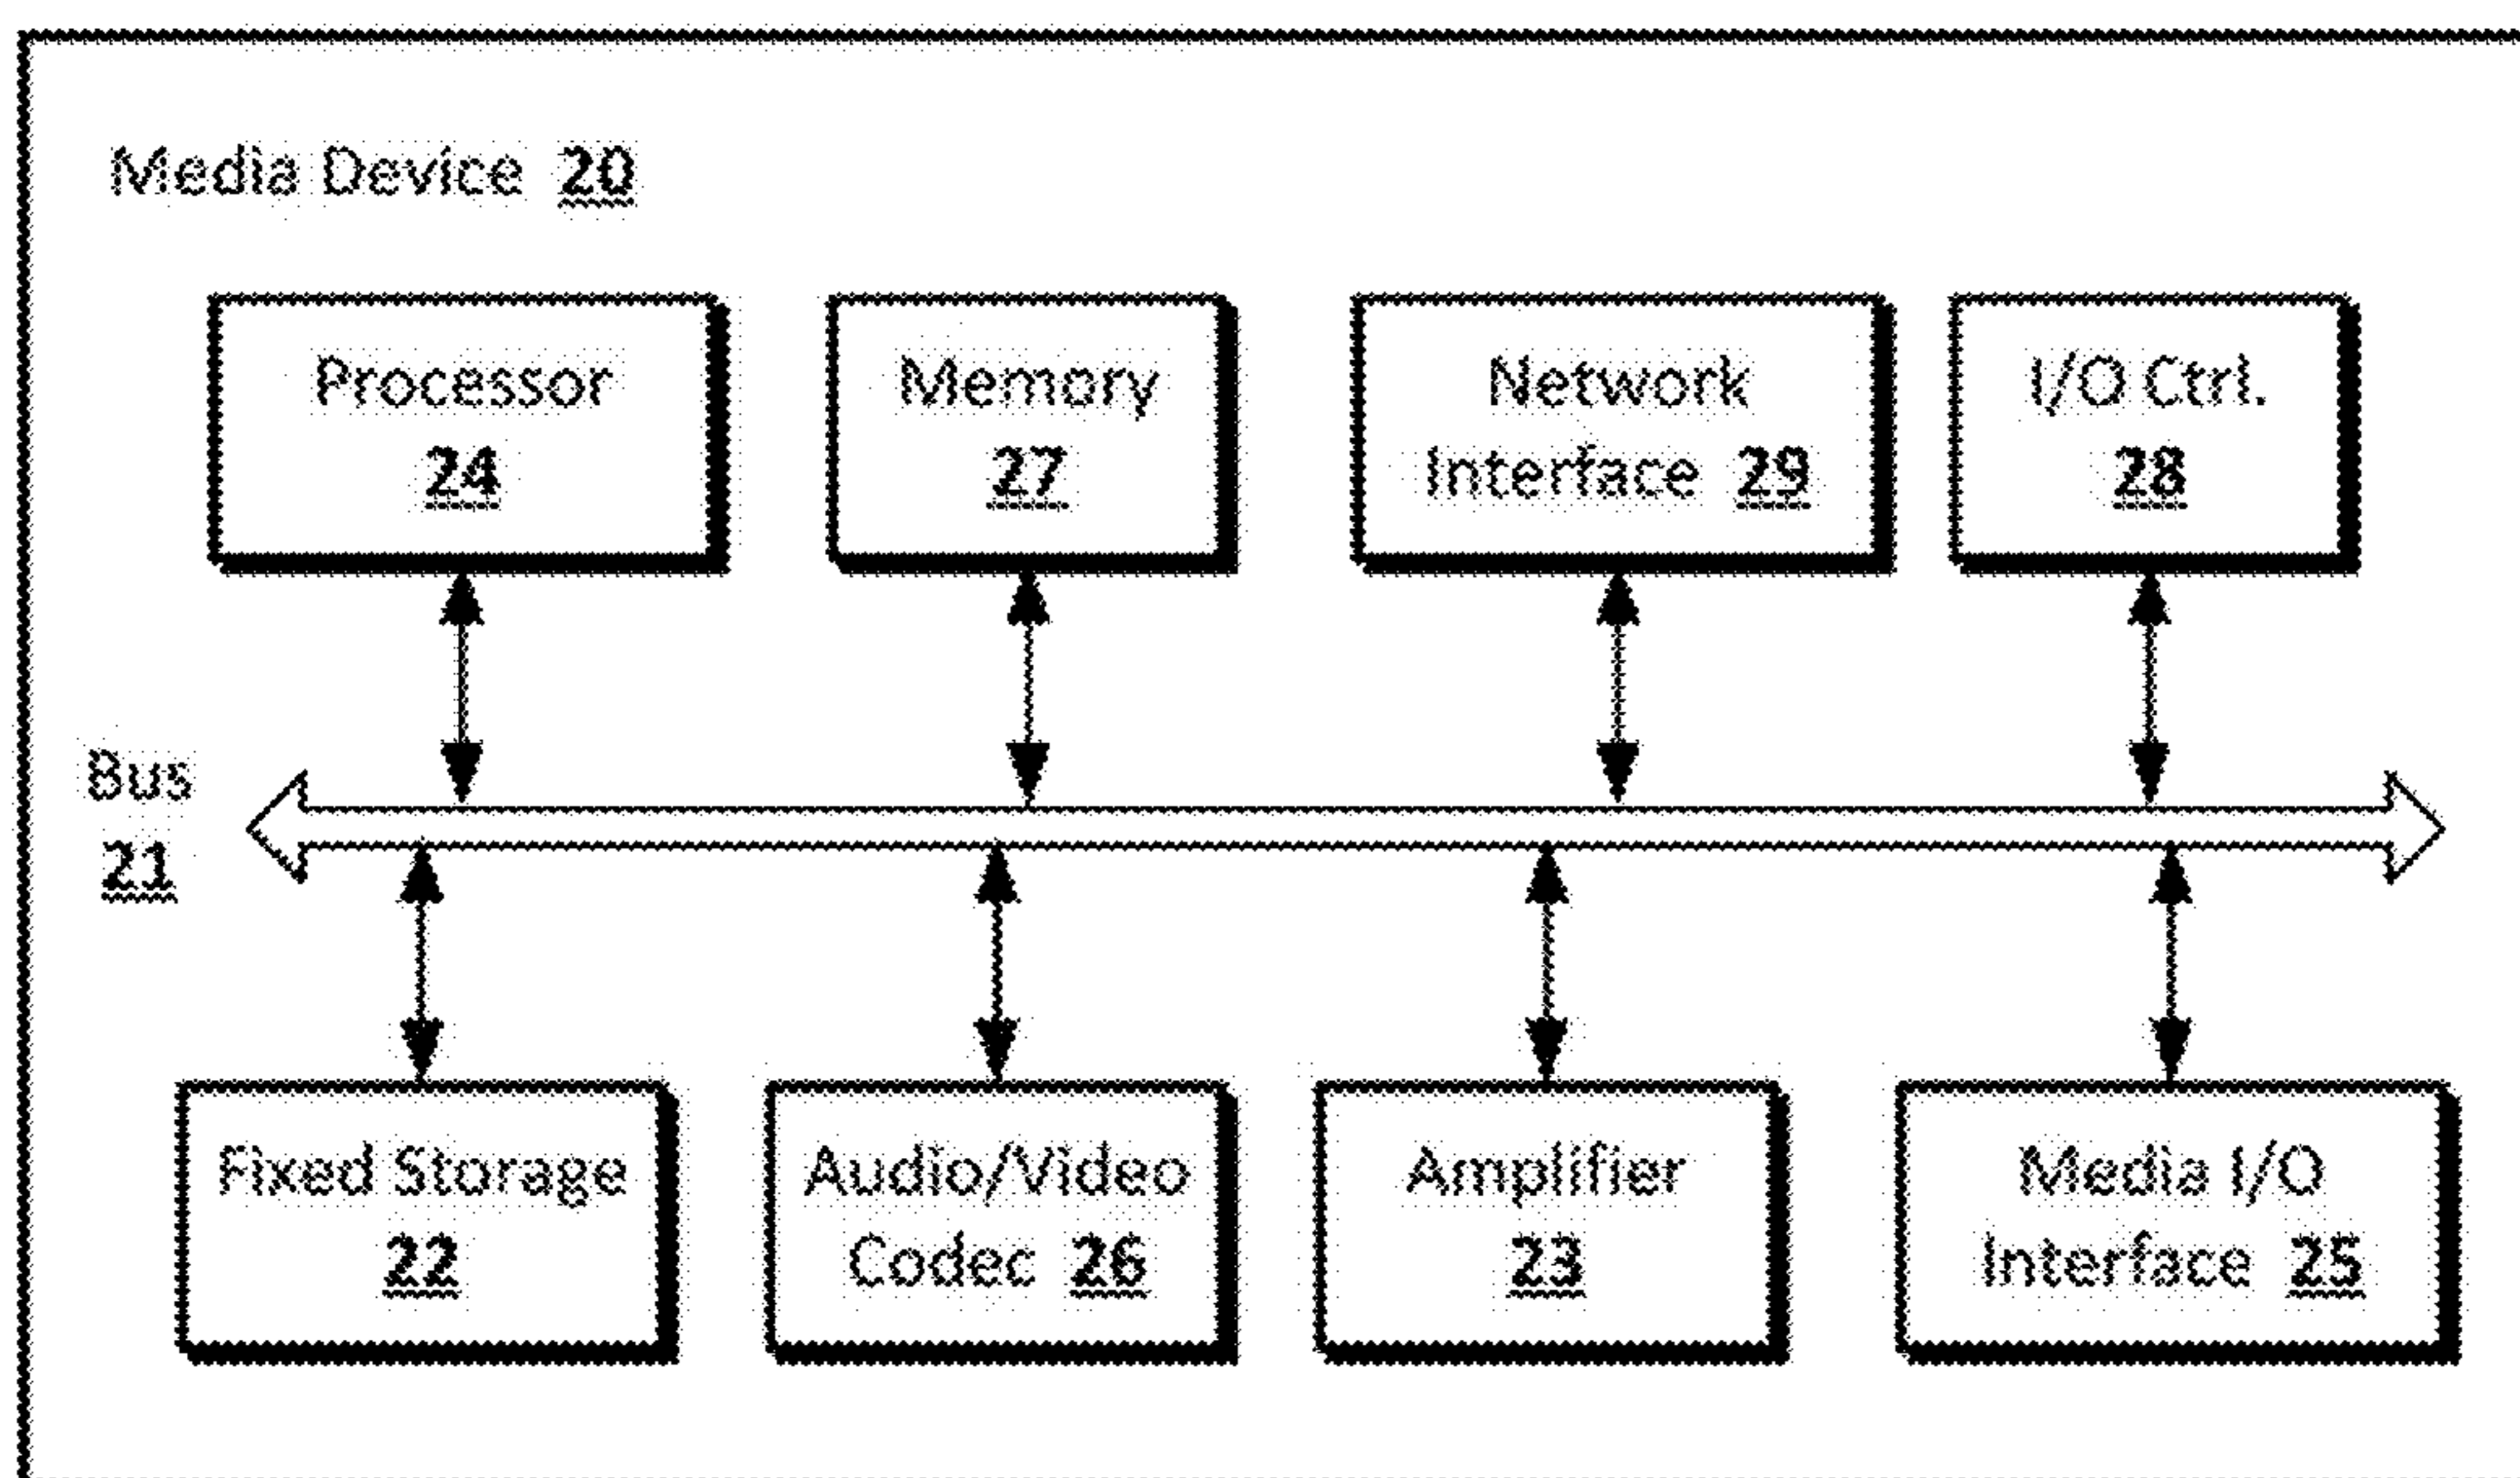 Media Device 20
Processor
24
Memory
27
Network
Interface 29
I/O Ctrl.
28
Bus
21
Fixed Storage
22
Audio/Video
Codec 26
Amplifier
23
Media I/O
Interface 25